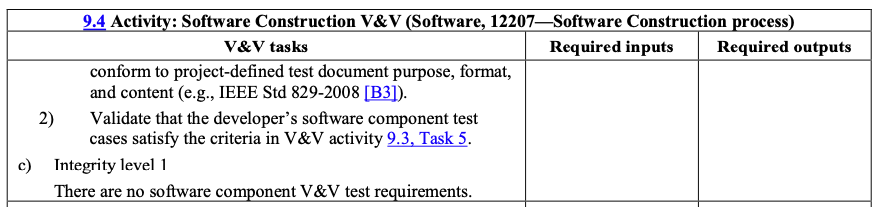 9.4 Activity: Software Construction V&V (Software, 12207—Software Construction process)
V&V tasks Required inputs Required outputs
conform to project-defined test document purpose, format,
and content (e.g., IEEE Std 829-2008 [B3]).
2) Validate that the developer’s software component test
cases satisfy the criteria in V&V activity 9.3, Task 5.
c) Integrity level 1
There are no software component V&V test requirements.